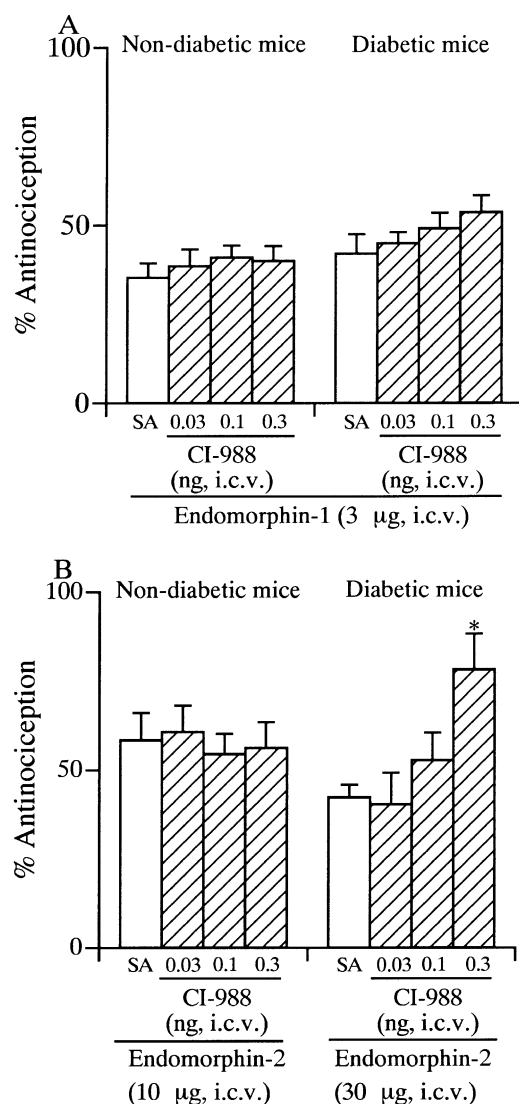 A
Non-diabetic mice Diabetic mice
100
50
0
% Antinociception
SA 0.03 0.1 0.3 SA 0.03 0.1 0.3
CI-988 CI-988
(ng, i.c.v.) (ng, i.c.v.)
Endomorphin-1 (3 μg, i.c.v.)
B
Non-diabetic mice Diabetic mice
100
*
50
0
% Antinociception
SA 0.03 0.1 0.3 SA 0.03 0.1 0.3
CI-988 CI-988
(ng, i.c.v.) (ng, i.c.v.)
Endomorphin-2 Endomorphin-2
(10 μg, i.c.v.) (30 μg, i.c.v.)